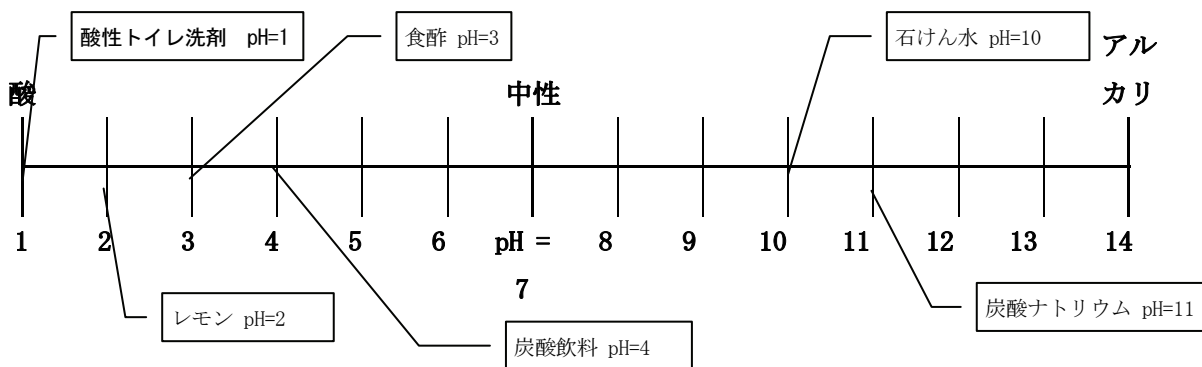 酸性トイレ洗剤　pH=1
食酢 pH=3
石けん水 pH=10
アル
カリ
酸
中性
1 2 3 4 5 6 pH = 8 9 10 11 12 13 14
7
レモン pH=2
炭酸飲料 pH=4
炭酸ナトリウム pH=11